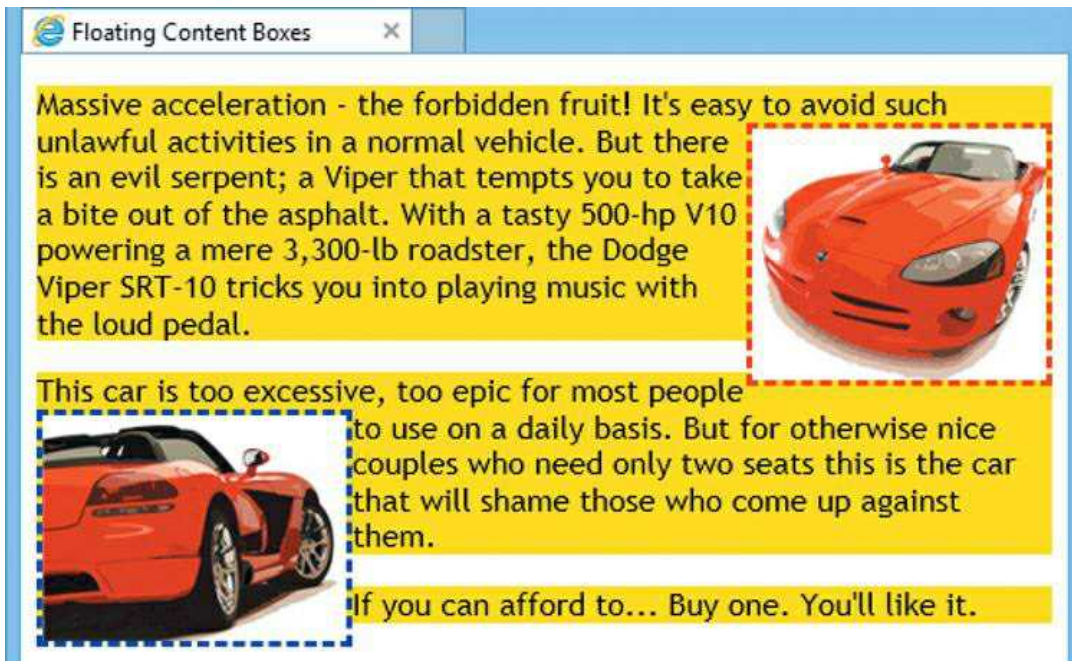 Floating Content Boxes
Massive acceleration - the forbidden fruit! It's easy to avoid such
unlawful activities in a normal vehicle. But there
is an evil serpent; a Viper that tempts you to take
a bite out of the asphalt. With a tasty 500-hp V10
powering a mere 3,300-lb roadster, the Dodge
Viper SRT-10 tricks you into playing music with
the loud pedal.
This car is too excessive, too epic for most people
to use on a daily basis. But for otherwise nice
couples who need only two seats this is the car
that will shame those who come up against
them.
If you can afford to... Buy one. You'll like it.